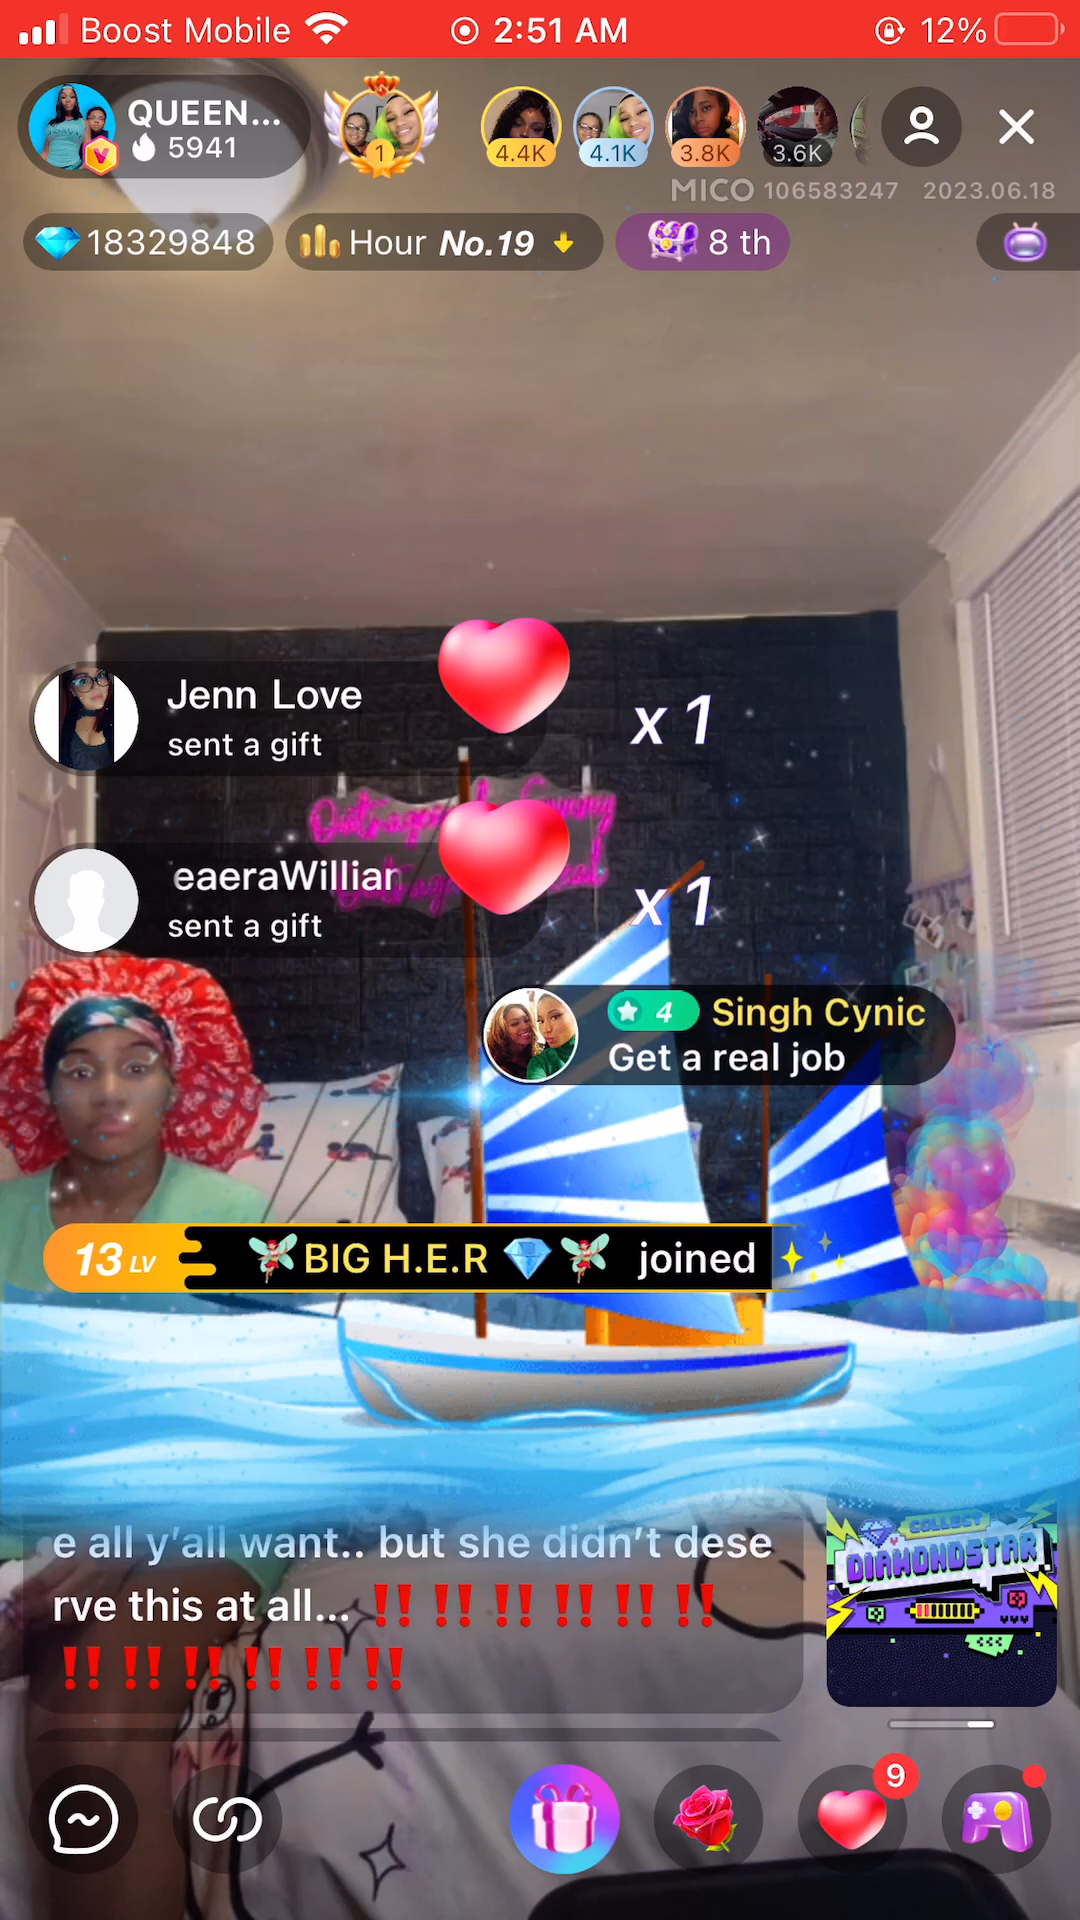 Boost Mobile
2:51 AM
12%
QUEEN...
5941
1
4.4K
4.1K
3.8K
3.6K
MICO 106583247 2023.06.18
18329848
Hour No.19
8 th
Jenn Love
sent a gift
x 1
eaeraWilliar
sent a gift
x 1
4 Singh Cynic
Get a real job
13 LV
🧚BIG H.E.R 💎🧚 joined
e all y'all want.. but she didn't dese
rve this at all... ‼️‼️‼️‼️‼️‼️
‼️‼️‼️‼️‼️‼️
COLLECT
DIAMONDSTAR
9